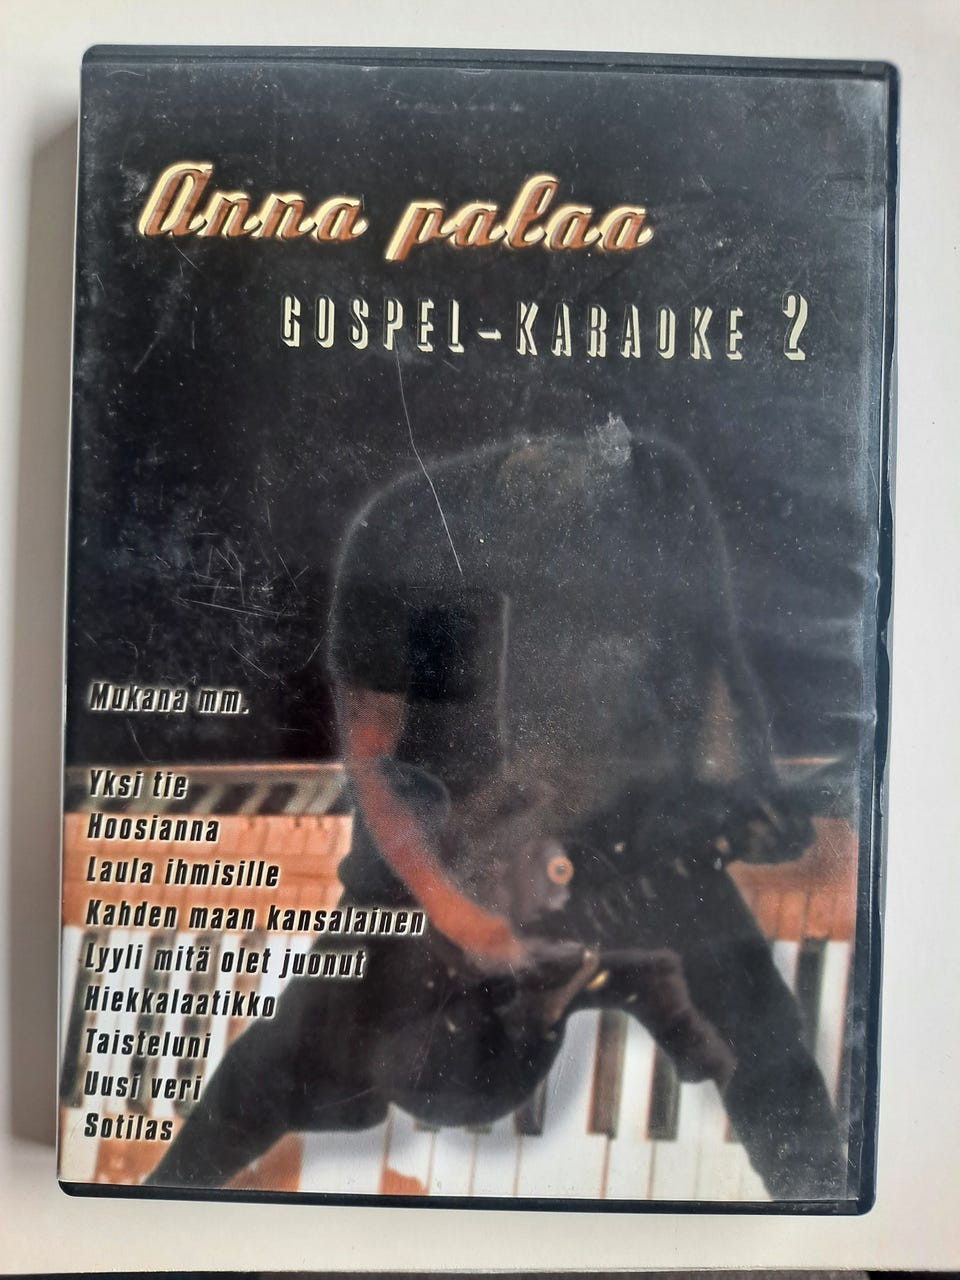 Anna palaa
GOSPEL-KARAOKE 2
Mukana mm.
Yksi tie
Hoosianna
Laula ihmisille
Kahden maan kansalainen
Lyyli mitä olet juonut
Hiekkalaatikko
Taisteluni
Uusi veri
Sotilas